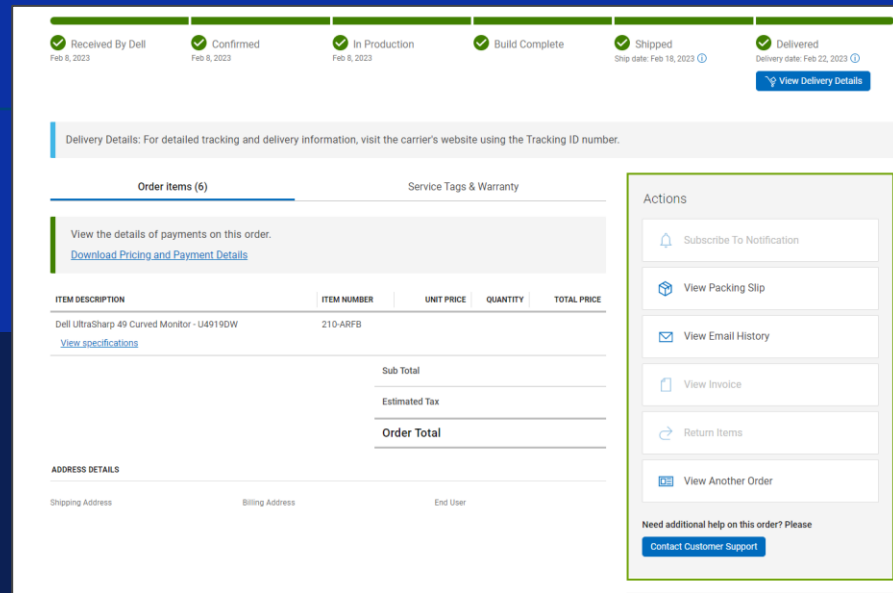 Received By Dell
Feb 8, 2023
Confirmed
Feb 8, 2023
In Production
Feb 8, 2023
Build Complete
Shipped
Ship date: Feb 18, 2023
Delivered
Delivery date: Feb 22, 2023
View Delivery Details
Delivery Details: For detailed tracking and delivery information, visit the carrier's website using the Tracking ID number.
Order items (6)
Service Tags & Warranty
View the details of payments on this order.
Download Pricing and Payment Details
ITEM DESCRIPTION ITEM NUMBER UNIT PRICE QUANTITY TOTAL PRICE
Dell UltraSharp 49 Curved Monitor - U4919DW 210-ARFB
View specifications
Sub Total
Estimated Tax
Order Total
ADDRESS DETAILS
Shipping Address Billing Address End User
Actions
Subscribe To Notification
View Packing Slip
View Email History
View Invoice
Return Items
View Another Order
Need additional help on this order? Please
Contact Customer Support